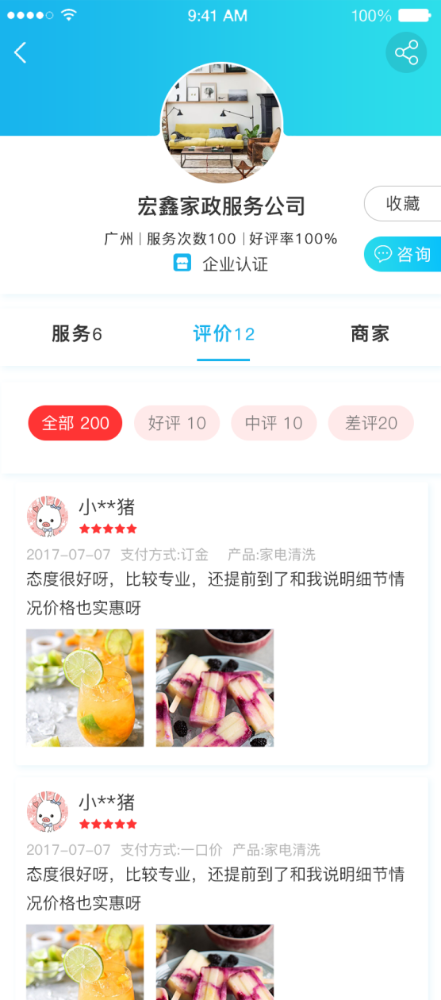 9:41 AM 100%
宏鑫家政服务公司
收藏
广州 | 服务次数100 | 好评率100%
企业认证
咨询
服务6 评价12 商家
全部 200 好评 10 中评 10 差评20
小**猪
2017-07-07 支付方式:订金 产品:家电清洗
态度很好呀，比较专业，还提前到了和我说明细节情
况价格也实惠呀
小**猪
2017-07-07 支付方式:一口价 产品:家电清洗
态度很好呀，比较专业，还提前到了和我说明细节情
况价格也实惠呀